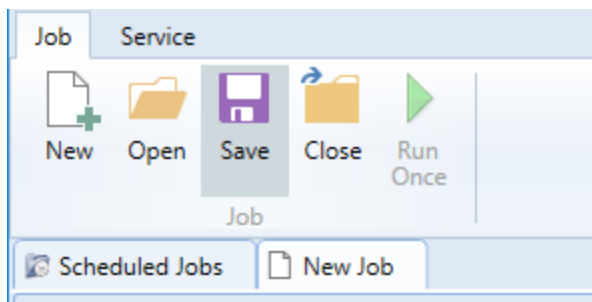 Job Service
New Open Save Close Run
Once
Job
Scheduled Jobs New Job